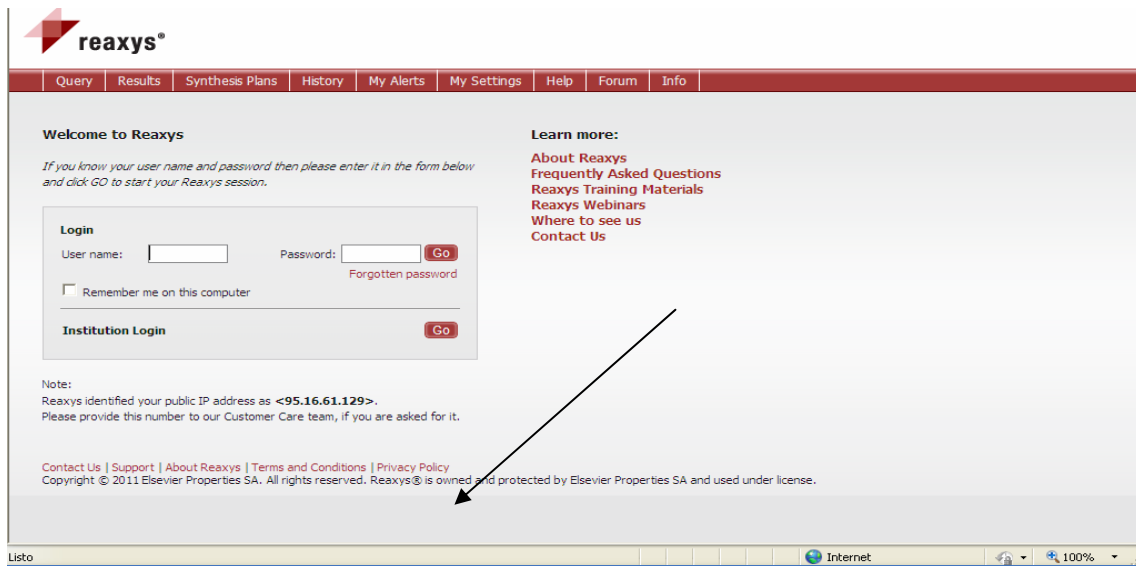 reaxys®
Query Results Synthesis Plans History My Alerts My Settings Help Forum Info
Welcome to Reaxys
If you know your user name and password then please enter it in the form below
and click GO to start your Reaxys session.
Login
User name: Password: Go
Forgotten password
Remember me on this computer
Institution Login Go
Note:
Reaxys identified your public IP address as <95.16.61.129>.
Please provide this number to our Customer Care team, if you are asked for it.
Learn more:
About Reaxys
Frequently Asked Questions
Reaxys Training Materials
Reaxys Webinars
Where to see us
Contact Us
Contact Us | Support | About Reaxys | Terms and Conditions | Privacy Policy
Copyright © 2011 Elsevier Properties SA. All rights reserved. Reaxys® is owned and protected by Elsevier Properties SA and used under license.
Listo Internet 100%